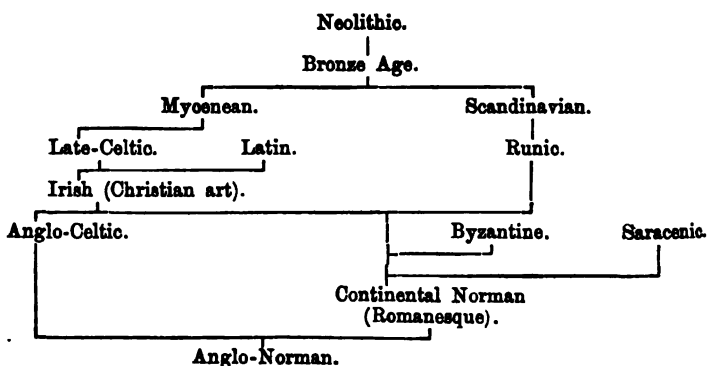 Neolithic.
Bronze Age.
Mycenean. Scandinavian.
Late-Celtic. Latin. Runic.
Irish (Christian art).
Anglo-Celtic. Byzantine. Saracenic.
Continental Norman
(Romanesque).
Anglo-Norman.